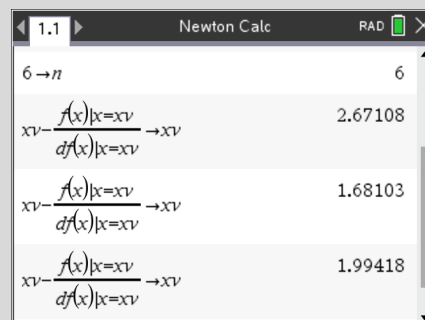 1.1 Newton Calc RAD
6→n 6
xv-f(x)|x=xv/df(x)|x=xv→xv 2.67108
xv-f(x)|x=xv/df(x)|x=xv→xv 1.68103
xv-f(x)|x=xv/df(x)|x=xv→xv 1.99418